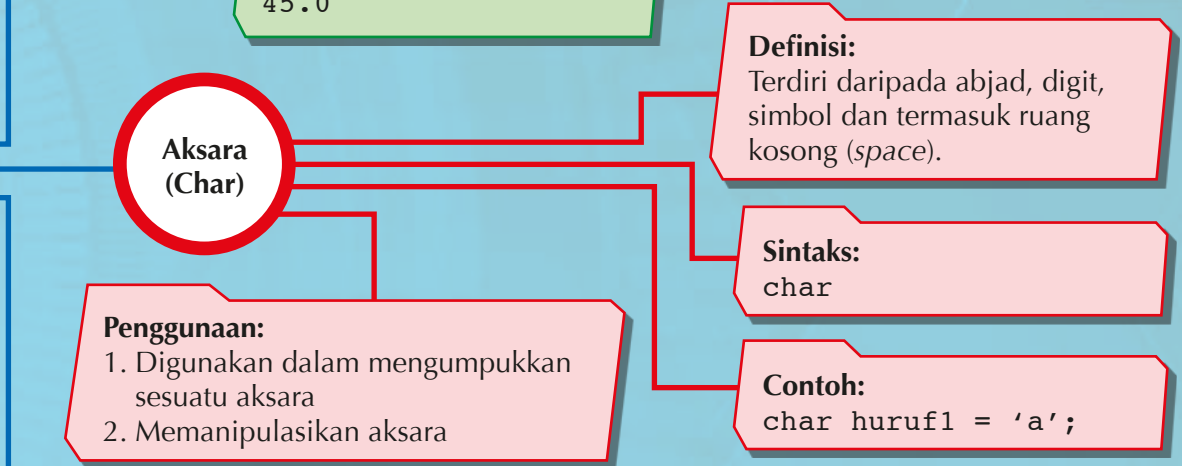 45.0
Aksara
(Char)
Definisi:
Terdiri daripada abjad, digit,
simbol dan termasuk ruang
kosong (space).
Sintaks:
char
Contoh:
char huruf1 = ‘a’;
Penggunaan:
1. Digunakan dalam mengumpukkan
sesuatu aksara
2. Memanipulasikan aksara